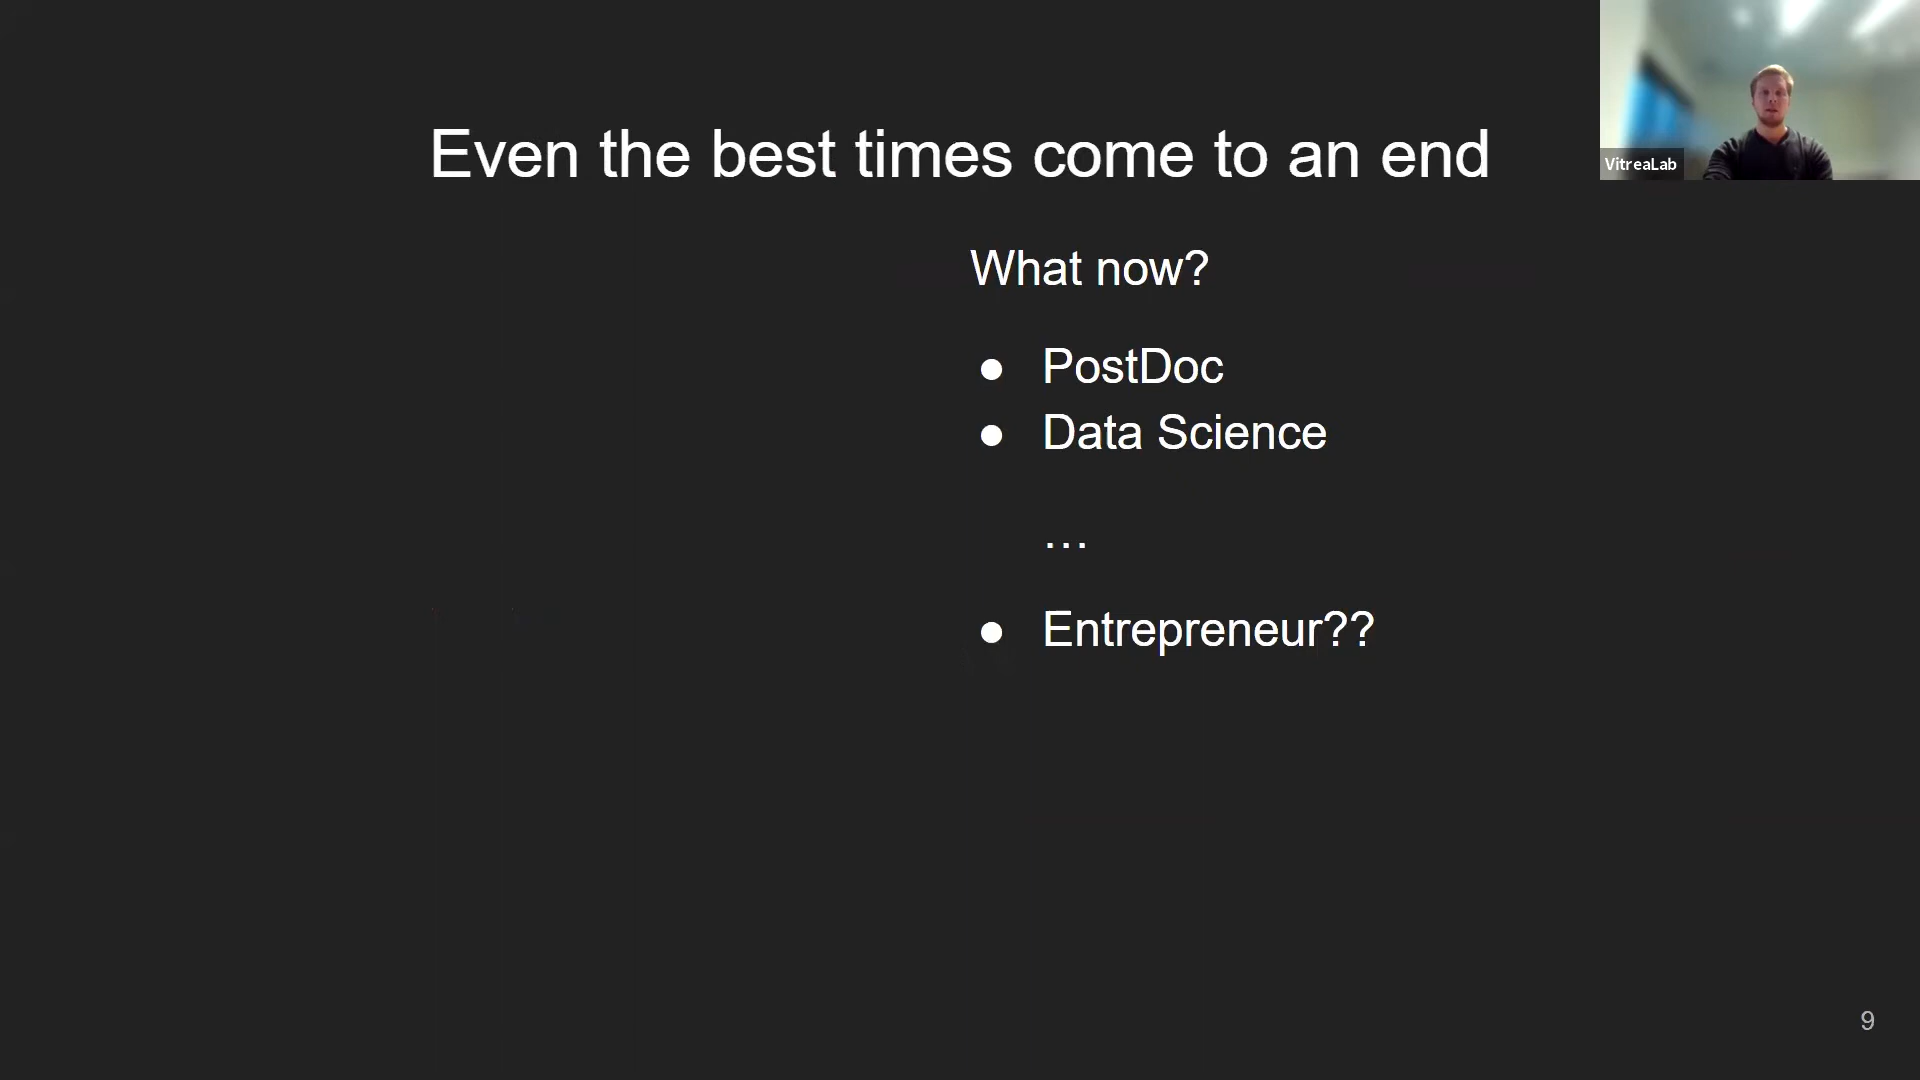 Even the best times come to an end
VitreaLab
What now?
● PostDoc
● Data Science
…
● Entrepreneur??
9